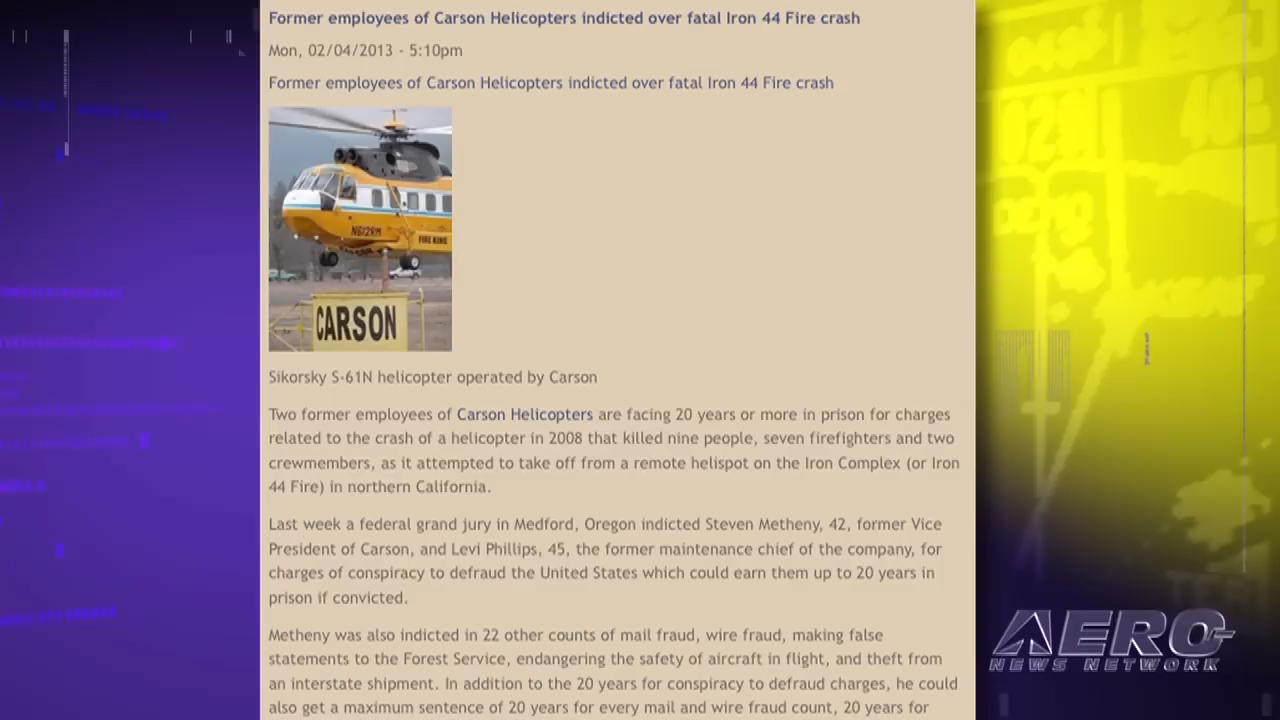 Former employees of Carson Helicopters indicted over fatal Iron 44 Fire crash
Mon, 02/04/2013 - 5:10pm
Former employees of Carson Helicopters indicted over fatal Iron 44 Fire crash
N612RM
FIRE KING
CARSON
Sikorsky S-61N helicopter operated by Carson
Two former employees of Carson Helicopters are facing 20 years or more in prison for charges
related to the crash of a helicopter in 2008 that killed nine people, seven firefighters and two
crewmembers, as it attempted to take off from a remote helispot on the Iron Complex (or Iron
44 Fire) in northern California.
Last week a federal grand jury in Medford, Oregon indicted Steven Metheny, 42, former Vice
President of Carson, and Levi Phillips, 45, the former maintenance chief of the company, for
charges of conspiracy to defraud the United States which could earn them up to 20 years in
prison if convicted.
Metheny was also indicted in 22 other counts of mail fraud, wire fraud, making false
statements to the Forest Service, endangering the safety of aircraft in flight, and theft from
an interstate shipment. In addition to the 20 years for conspiracy to defraud charges, he could
also get a maximum sentence of 20 years for every mail and wire fraud count, 20 years for
AERO
NEWS NETWORK